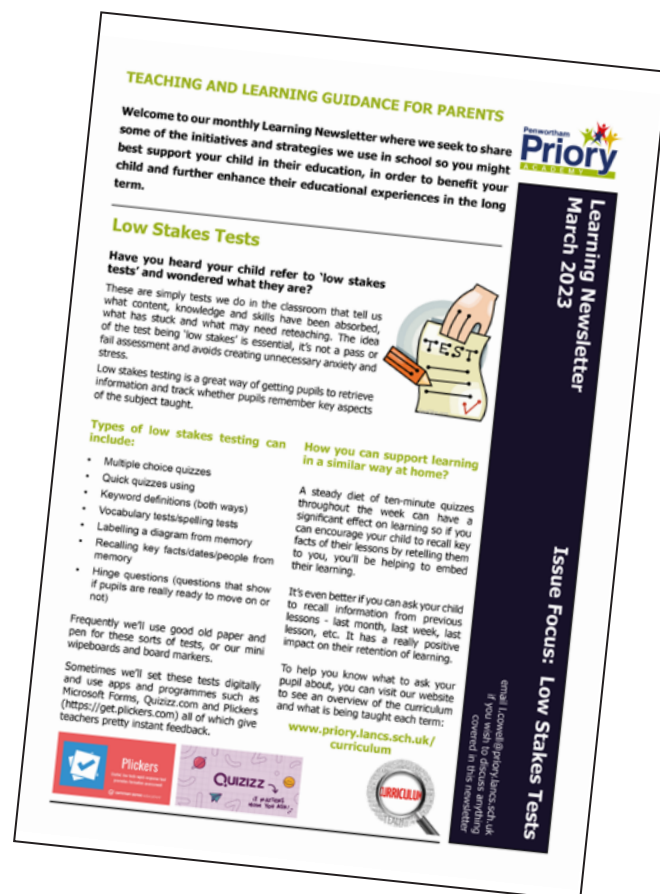 TEACHING AND LEARNING GUIDANCE FOR PARENTS
Welcome to our monthly Learning Newsletter where we seek to share
some of the initiatives and strategies we use in school so you might
best support your child in their education, in order to benefit your
child and further enhance their educational experiences in the long
term.
Penwortham
Priory
ACADEMY
Learning Newsletter
March 2023
Low Stakes Tests
Have you heard your child refer to 'low stakes
tests' and wondered what they are?
These are simply tests we do in the classroom that tell us
what content, knowledge and skills have been absorbed,
what has stuck and what may need reteaching. The idea
of the test being 'low stakes' is essential, it's not a pass or
fail assessment and avoids creating unnecessary anxiety and
stress.
Low stakes testing is a great way of getting pupils to retrieve
information and track whether pupils remember key aspects
of the subject taught.
TEST
Types of low stakes testing can
include:
• Multiple choice quizzes
• Quick quizzes using
• Keyword definitions (both ways)
• Vocabulary tests/spelling tests
• Labelling a diagram from memory
• Recalling key facts/dates/people from
memory
• Hinge questions (questions that show
if pupils are really ready to move on or
not)
Frequently we'll use good old paper and
pen for these sorts of tests, or our mini
wipeboards and board markers.
Sometimes we'll set these tests digitally
and use apps and programmes such as
Microsoft Forms, Quizizz.com and Plickers
(https://get.plickers.com) all of which give
teachers pretty instant feedback.
How you can support learning
in a similar way at home?
A steady diet of ten-minute quizzes
throughout the week can have a
significant effect on learning so if you
can encourage your child to recall key
facts of their lessons by retelling them
to you, you'll be helping to embed
their learning.
It's even better if you can ask your child
to recall information from previous
lessons - last month, last week, last
lesson, etc. It has a really positive
impact on their retention of learning.
To help you know what to ask your
pupil about, you can visit our website
to see an overview of the curriculum
and what is being taught each term:
www.priory.lancs.sch.uk/
curriculum
Plickers
QUIZIZZ
CURRICULUM
Issue Focus: Low Stakes Tests
email l.cowell@priory.lancs.sch.uk
if you wish to discuss anything
covered in this newsletter